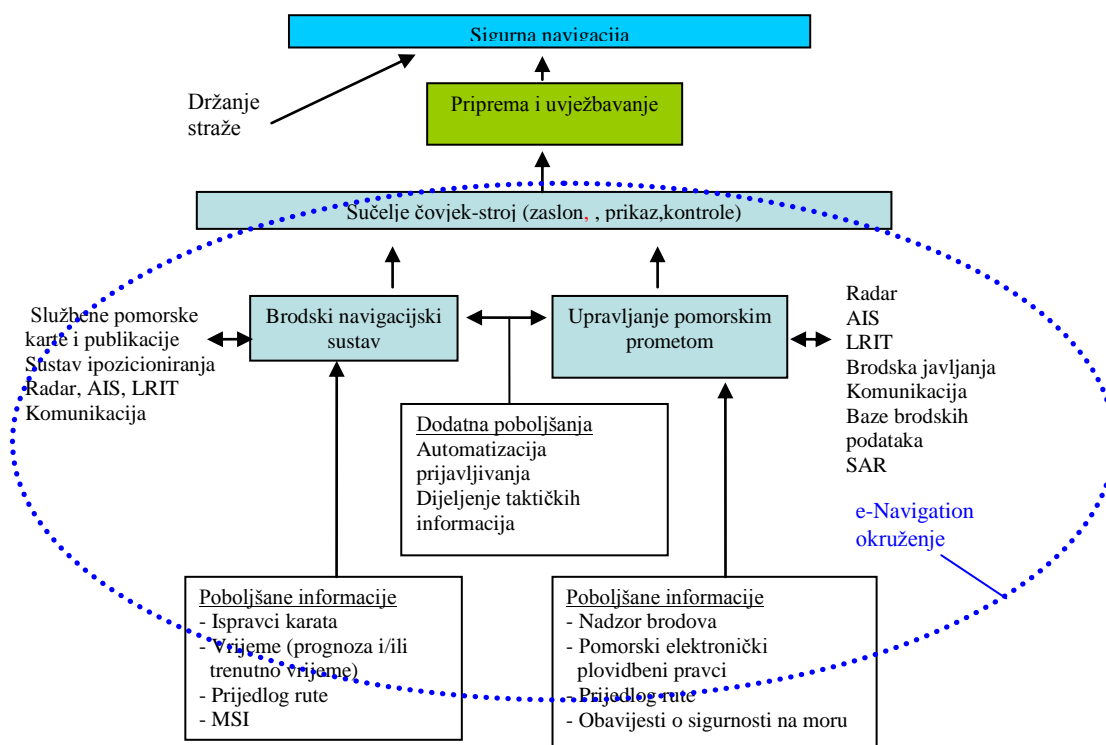 Sigurna navigacija
Držanje
straže
Priprema i uvježbavanje
Sučelje čovjek-stroj (zaslon, , prikaz,kontrole)
Službene pomorske
karte i publikacije
Sustav ipozicioniranja
Radar, AIS, LRIT
Komunikacija
Brodski navigacijski
sustav
Upravljanje pomorskim
prometom
Radar
AIS
LRIT
Brodska javljanja
Komunikacija
Baze brodskih
podataka
SAR
Dodatna poboljšanja
Automatizacija
prijavljivanja
Dijeljenje taktičkih
informacija
e-Navigation
okruženje
Poboljšane informacije
- Ispravci karata
- Vrijeme (prognoza i/ili
trenutno vrijeme)
- Prijedlog rute
- MSI
Poboljšane informacije
- Nadzor brodova
- Pomorski elektronički
plovidbeni pravci
- Prijedlog rute
- Obavijesti o sigurnosti na moru